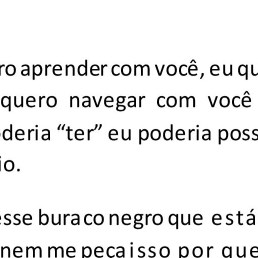 ro aprender com você, eu qu
quero navegar com você
deria “ter” eu poderia poss
io.
esse buraco negro que está
nem me peça isso por que